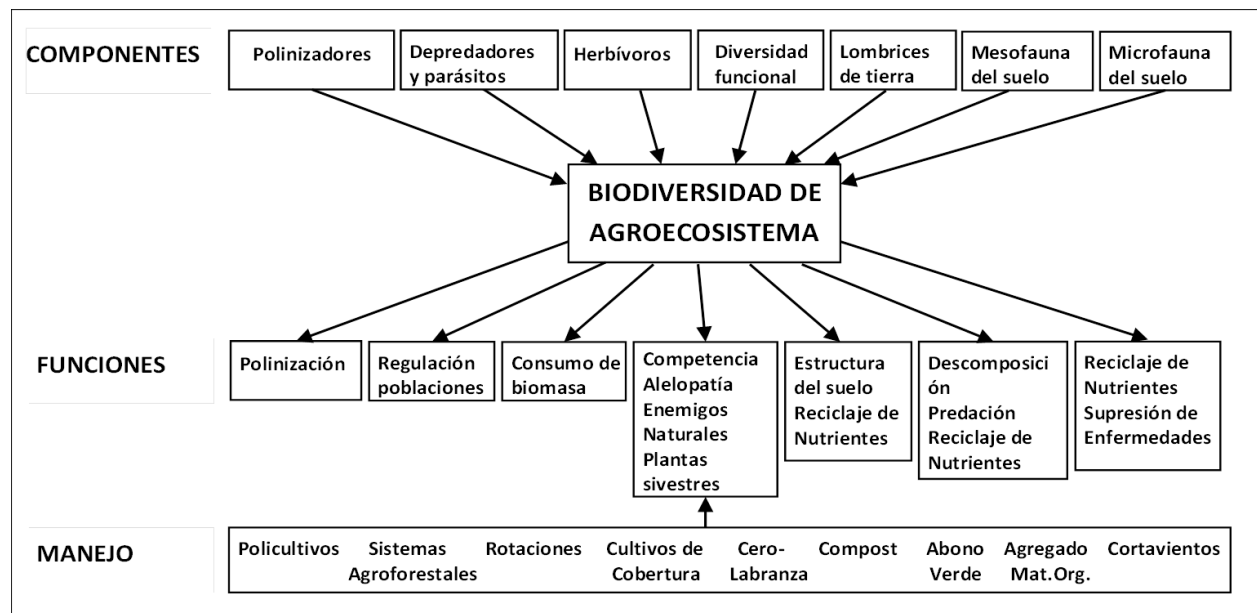 COMPONENTES
Polinizadores
Depredadores
y parásitos
Herbívoros
Diversidad
funcional
Lombrices
de tierra
Mesofauna
del suelo
Microfauna
del suelo
BIODIVERSIDAD DE
AGROECOSISTEMA
FUNCIONES
Polinización
Regulación
poblaciones
Consumo de
biomasa
Competencia
Alelopatía
Enemigos
Naturales
Plantas
sivestres
Estructura
del suelo
Reciclaje de
Nutrientes
Descomposici
ón
Predación
Reciclaje de
Nutrientes
Reciclaje de
Nutrientes
Supresión de
Enfermedades
MANEJO
Policultivos
Sistemas
Agroforestales
Rotaciones
Cultivos de
Cobertura
Cero-
Labranza
Compost
Abono
Verde
Agregado
Mat.Org.
Cortavientos